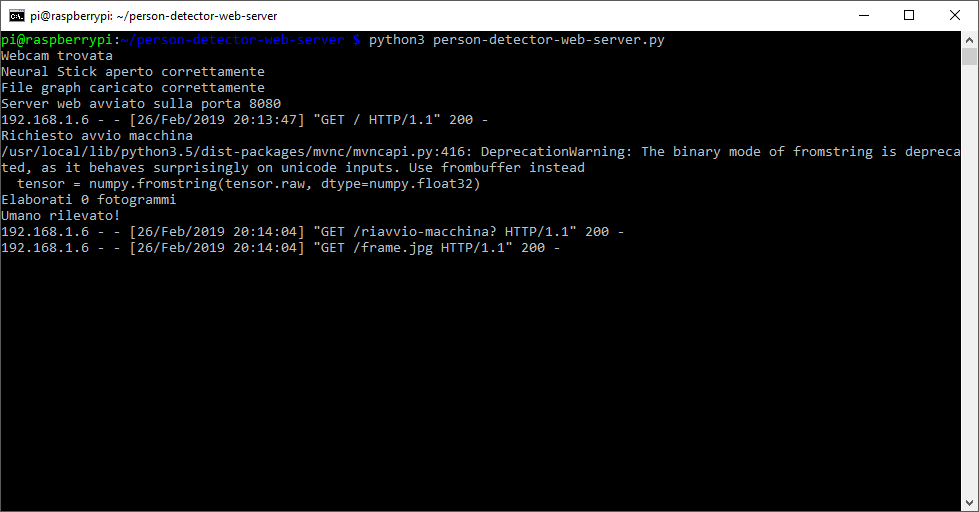 pi@raspberrypi: ~/person-detector-web-server
pi@raspberrypi:~/person-detector-web-server $ python3 person-detector-web-server.py
Webcam trovata
Neural Stick aperto correttamente
File graph caricato correttamente
Server web avviato sulla porta 8080
192.168.1.6 - - [26/Feb/2019 20:13:47] "GET / HTTP/1.1" 200 -
Richiesto avvio macchina
/usr/local/lib/python3.5/dist-packages/mvnc/mvncapi.py:416: DeprecationWarning: The binary mode of fromstring is depreca
ted, as it behaves surprisingly on unicode inputs. Use frombuffer instead
  tensor = numpy.fromstring(tensor.raw, dtype=numpy.float32)
Elaborati 0 fotogrammi
Umano rilevato!
192.168.1.6 - - [26/Feb/2019 20:14:04] "GET /riavvio-macchina? HTTP/1.1" 200 -
192.168.1.6 - - [26/Feb/2019 20:14:04] "GET /frame.jpg HTTP/1.1" 200 -